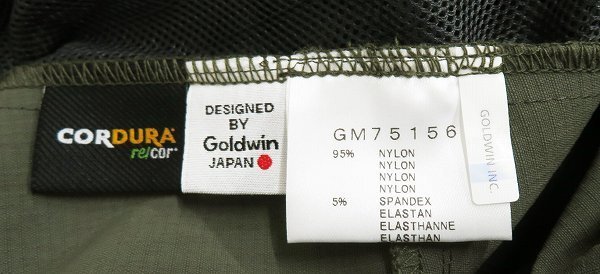 CORDURA®
re/cor™
DESIGNED
BY
Goldwin
JAPAN
GM75156
95% NYLON
NYLON
NYLON
NYLON
5% SPANDEX
ELASTAN
ELASTHANNE
ELASTHAN
GOLDWIN INC.